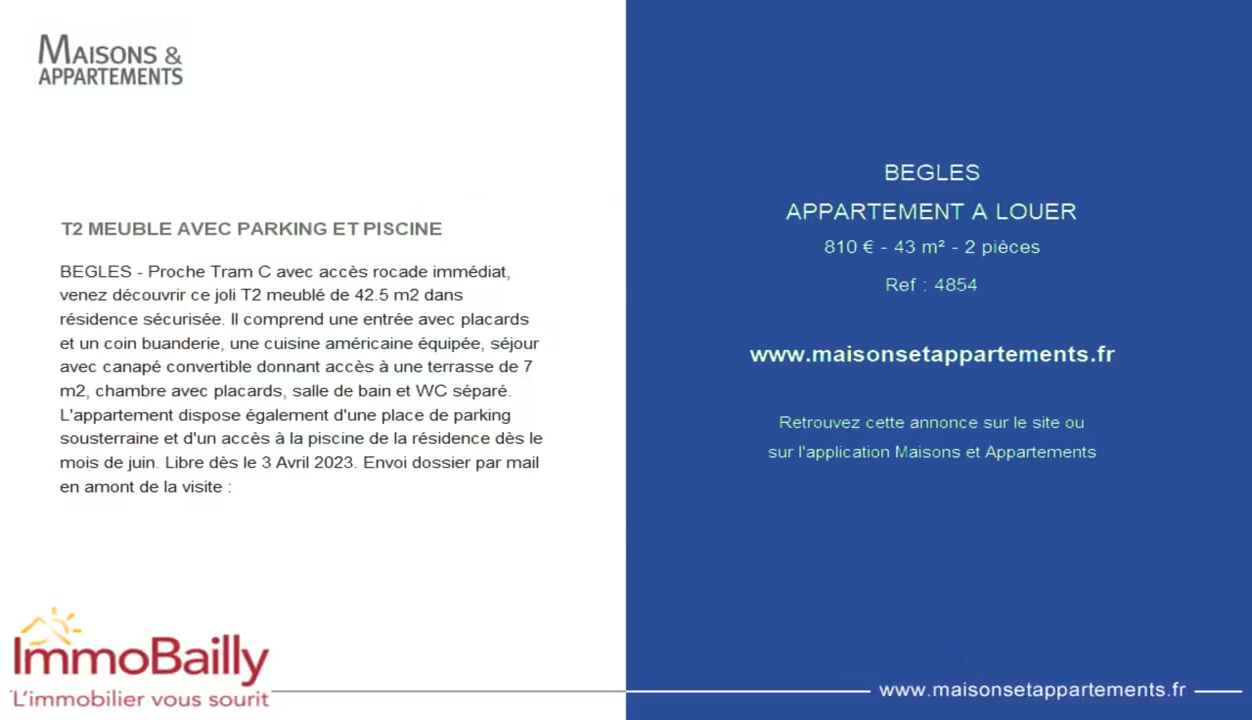 MAISONS &
APPARTEMENTS
T2 MEUBLE AVEC PARKING ET PISCINE
BEGLES - Proche Tram C avec accès rocade immédiat,
venez découvrir ce joli T2 meublé de 42.5 m2 dans
résidence sécurisée. Il comprend une entrée avec placards
et un coin buanderie, une cuisine américaine équipée, séjour
avec canapé convertible donnant accès à une terrasse de 7
m2, chambre avec placards, salle de bain et WC séparé.
L'appartement dispose également d'une place de parking
sousterraine et d'un accès à la piscine de la résidence dès le
mois de juin. Libre dès le 3 Avril 2023. Envoi dossier par mail
en amont de la visite :
ImmoBailly
L'immobilier vous sourit
BEGLES
APPARTEMENT A LOUER
810 € - 43 m² - 2 pièces
Ref : 4854
www.maisonsetappartements.fr
Retrouvez cette annonce sur le site ou
sur l'application Maisons et Appartements
www.maisonsetappartements.fr